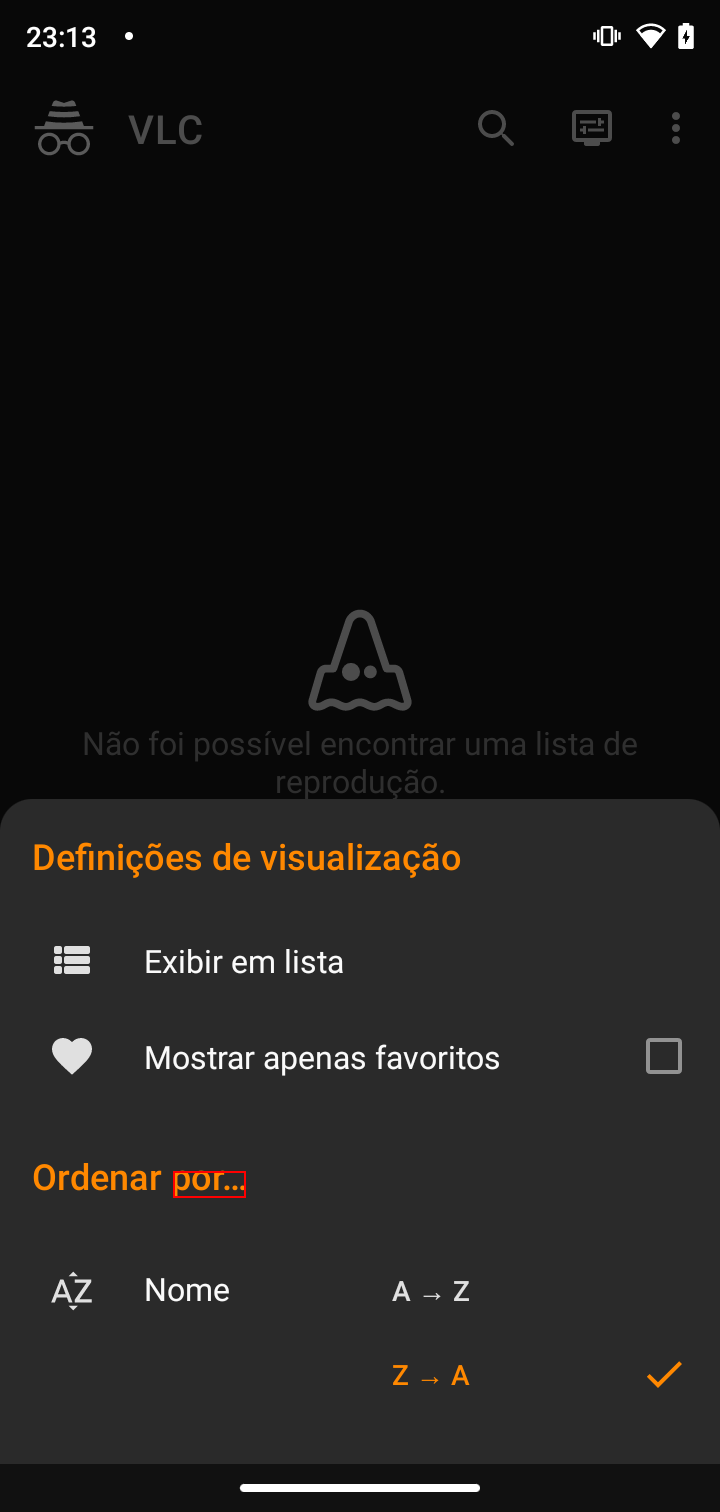 23:13
VLC
Não foi possível encontrar uma lista de
reprodução.
Definições de visualização
Exibir em lista
Mostrar apenas favoritos
Ordenar por...
AZ Nome A → Z
Z → A